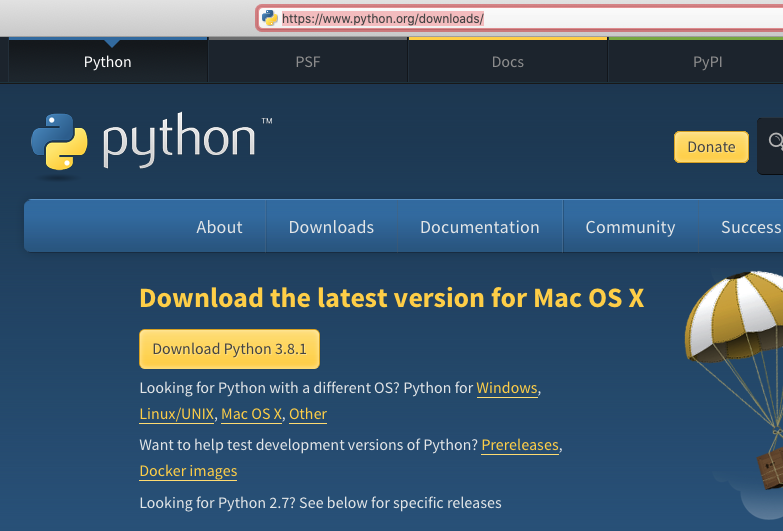 https://www.python.org/downloads/
Python PSF Docs PyPI
python™
Donate
About Downloads Documentation Community Success
Download the latest version for Mac OS X
Download Python 3.8.1
Looking for Python with a different OS? Python for Windows,
Linux/UNIX, Mac OS X, Other
Want to help test development versions of Python? Prereleases,
Docker images
Looking for Python 2.7? See below for specific releases